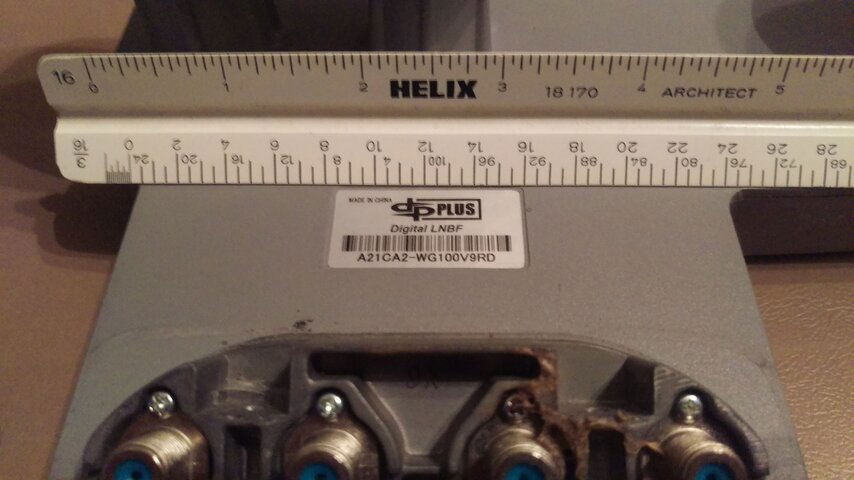 16 0 1 2 HELIX 3 18 170 4 ARCHITECT 5
3/16 0 2 4 6 8 10 12 14 16 18 20 22 24 26 28
24 20 16 12 8 4 100 96 92 88 84 80 76 72 68
MADE IN CHINA dp PLUS
Digital LNBF
A21CA2-WG100V9RD